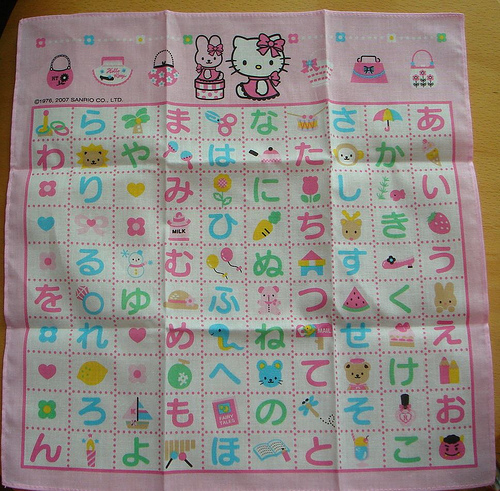 ©1976, 2007 SANRIO CO., LTD.
あいうえお
かきくけこ
さしすせそ
たちつてと
なにぬねの
はひふへほ
まみむめも
やゆよ
らりるれろ
わをん
MAIL
FAIRY TALES
MILK